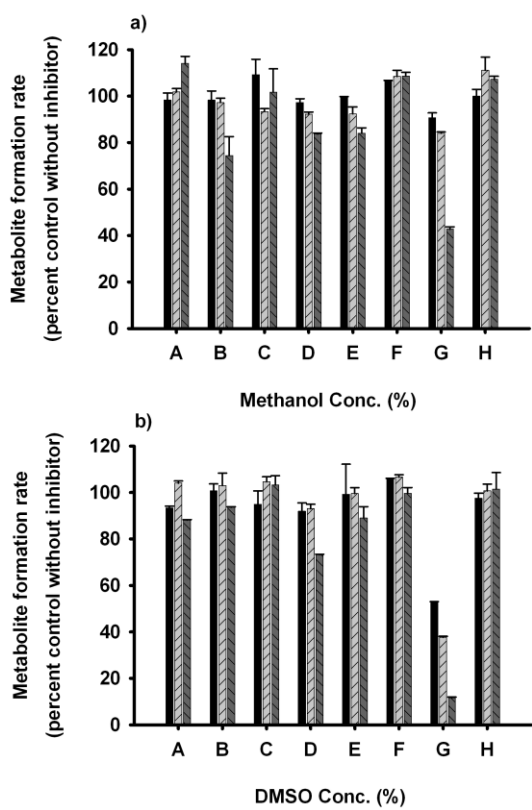 a)
Metabolite formation rate
(percent control without inhibitor)
120
100
80
60
40
20
0
A B C D E F G H
Methanol Conc. (%)
b)
Metabolite formation rate
(percent control without inhibitor)
120
100
80
60
40
20
0
A B C D E F G H
DMSO Conc. (%)